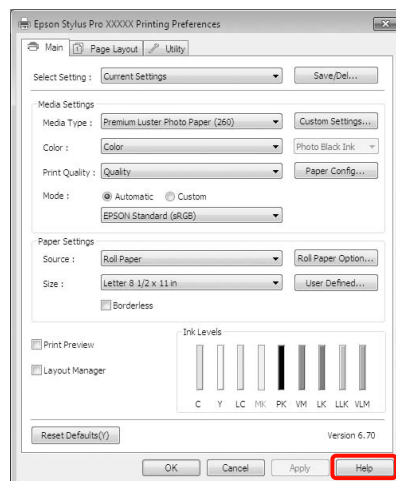 Epson Stylus Pro XXXXX Printing Preferences
Main Page Layout Utility
Select Setting : Current Settings Save/Del...
Media Settings
Media Type : Premium Luster Photo Paper (260) Custom Settings...
Color : Color Photo Black Ink
Print Quality : Quality Paper Config...
Mode : Automatic Custom
EPSON Standard (sRGB)
Paper Settings
Source : Roll Paper Roll Paper Option...
Size : Letter 8 1/2 x 11 in User Defined...
Borderless
Print Preview
Layout Manager
Ink Levels
C Y LC MK PK VM LK LLK VLM
Reset Defaults(Y) Version 6.70
OK Cancel Apply Help